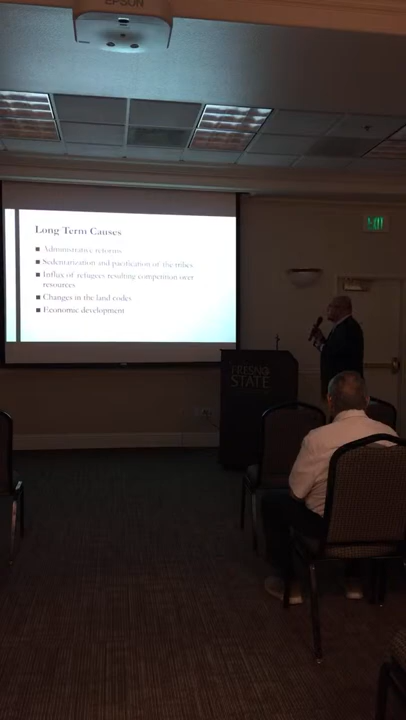 EPSON
Long Term Causes
■ Administrative reforms
■ Sedentarization and pacification of the tribes
■ Influx of refugees resulting competition over
resources
■ Changes in the land codes
■ Economic development
FRESNO
STATE